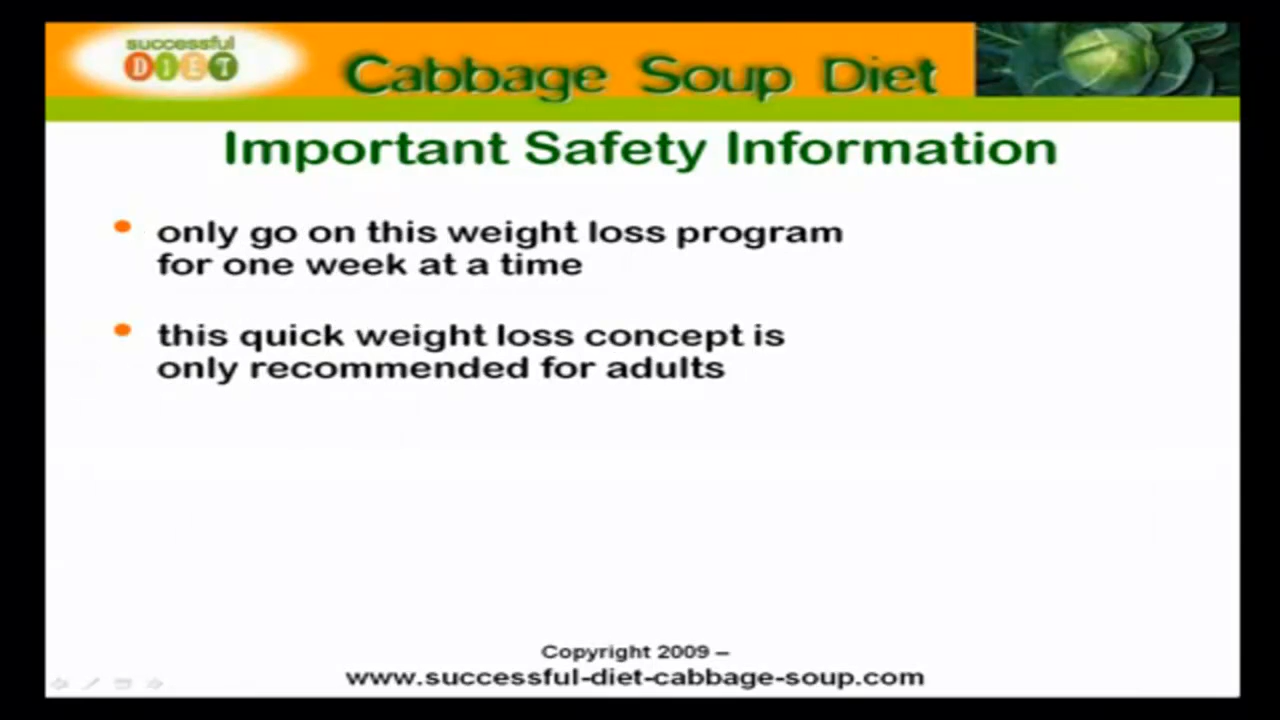 successful
DIET
Cabbage Soup Diet
Important Safety Information
only go on this weight loss program
for one week at a time
this quick weight loss concept is
only recommended for adults
Copyright 2009 –
www.successful-diet-cabbage-soup.com